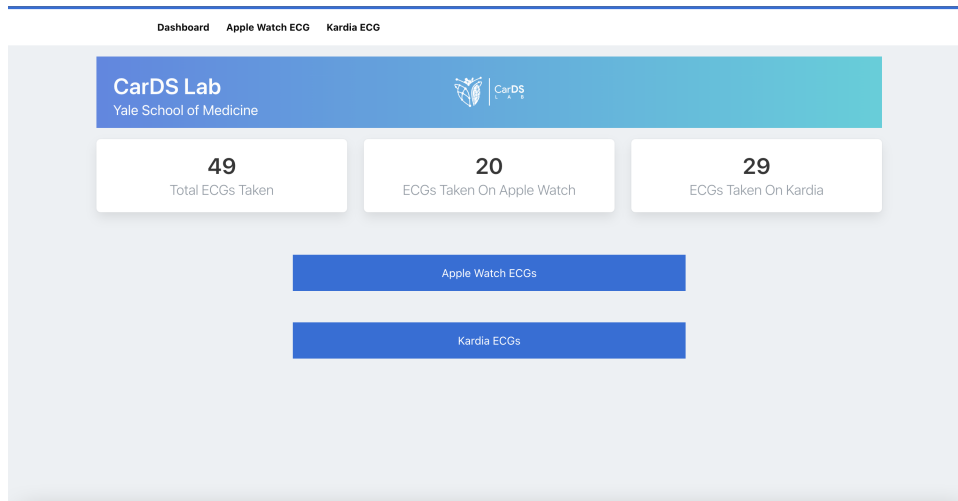 Dashboard Apple Watch ECG Kardia ECG
CarDS Lab
Yale School of Medicine
CarDS
LAB
49
Total ECGs Taken
20
ECGs Taken On Apple Watch
29
ECGs Taken On Kardia
Apple Watch ECGs
Kardia ECGs